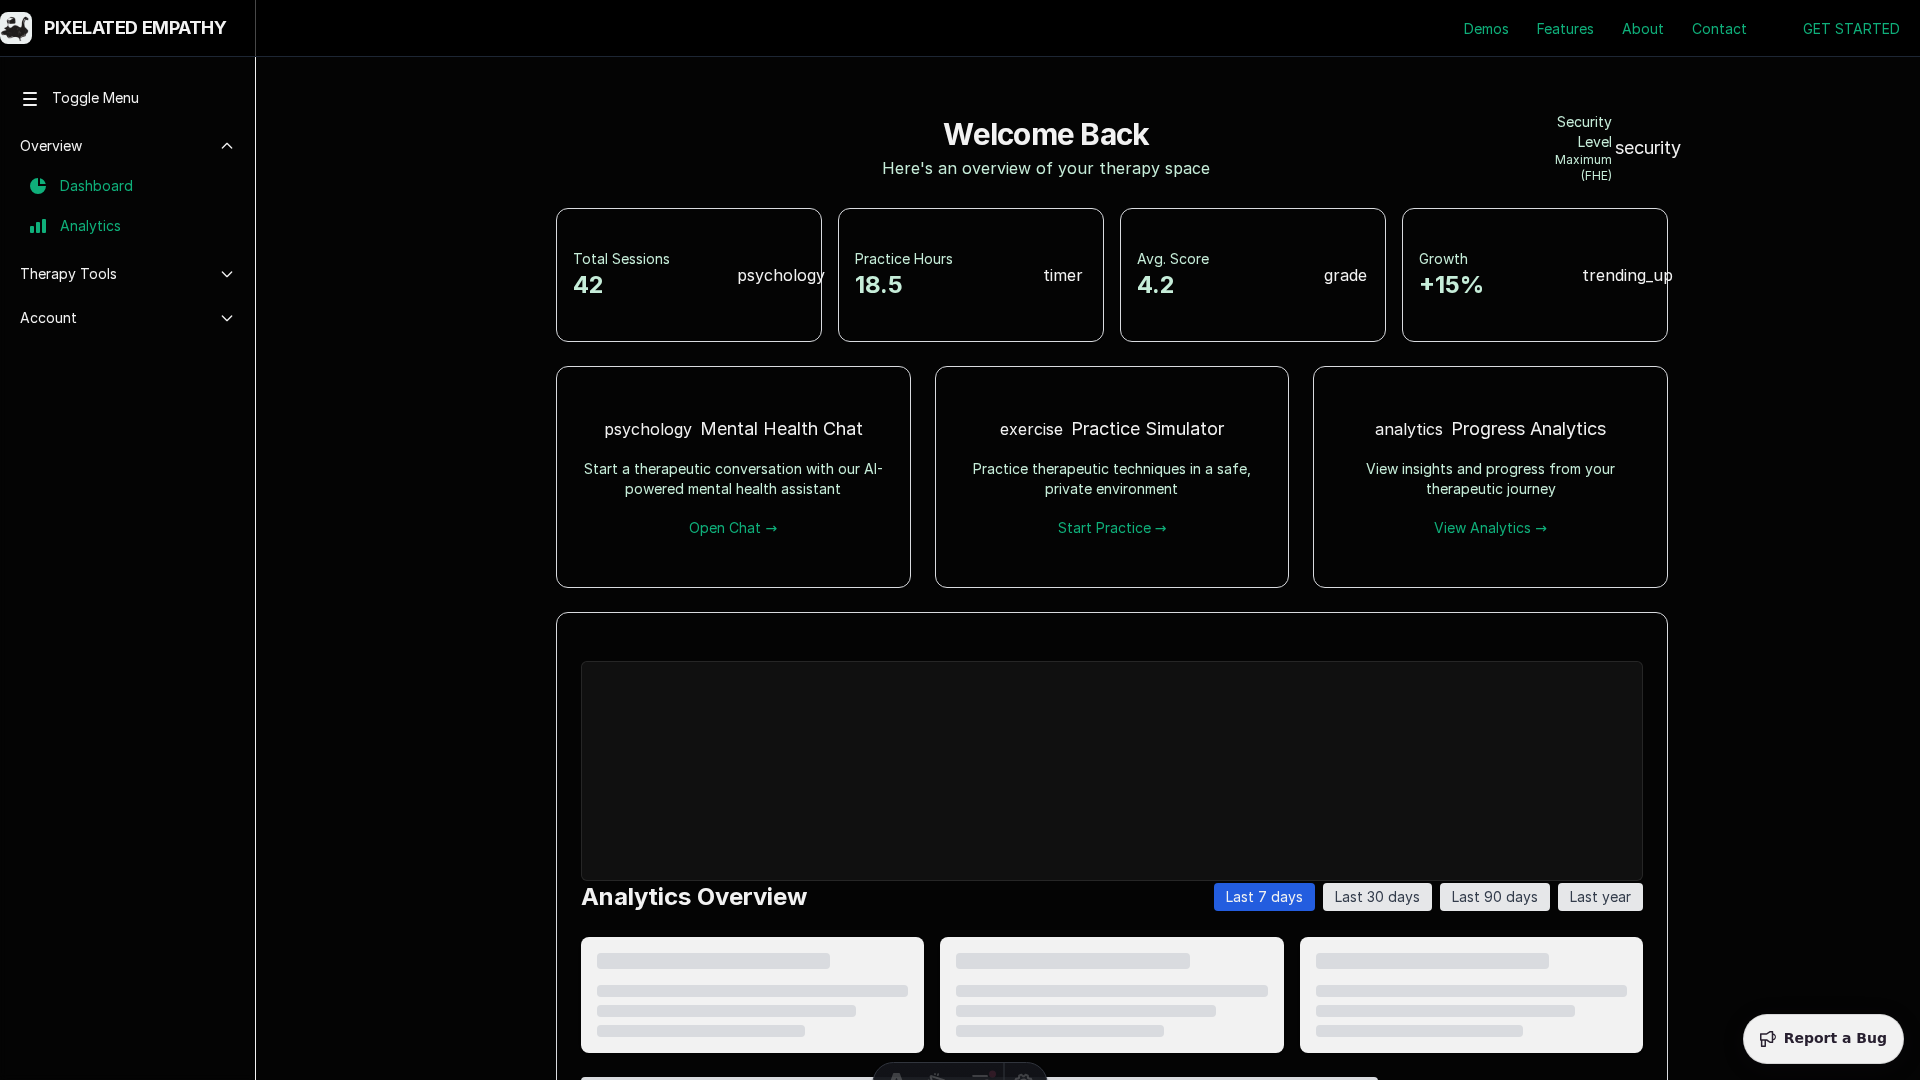 PIXELATED EMPATHY
Demos
Features
About
Contact
GET STARTED
Toggle Menu
Overview
Dashboard
Analytics
Therapy Tools
Account
Welcome Back
Here's an overview of your therapy space
Security
Level
Maximum
(FHE)
security
Total Sessions
42
psychology
Practice Hours
18.5
timer
Avg. Score
4.2
grade
Growth
+15%
trending_up
psychology Mental Health Chat
Start a therapeutic conversation with our AI-
powered mental health assistant
Open Chat →
exercise Practice Simulator
Practice therapeutic techniques in a safe,
private environment
Start Practice →
analytics Progress Analytics
View insights and progress from your
therapeutic journey
View Analytics →
Analytics Overview
Last 7 days
Last 30 days
Last 90 days
Last year
Report a Bug